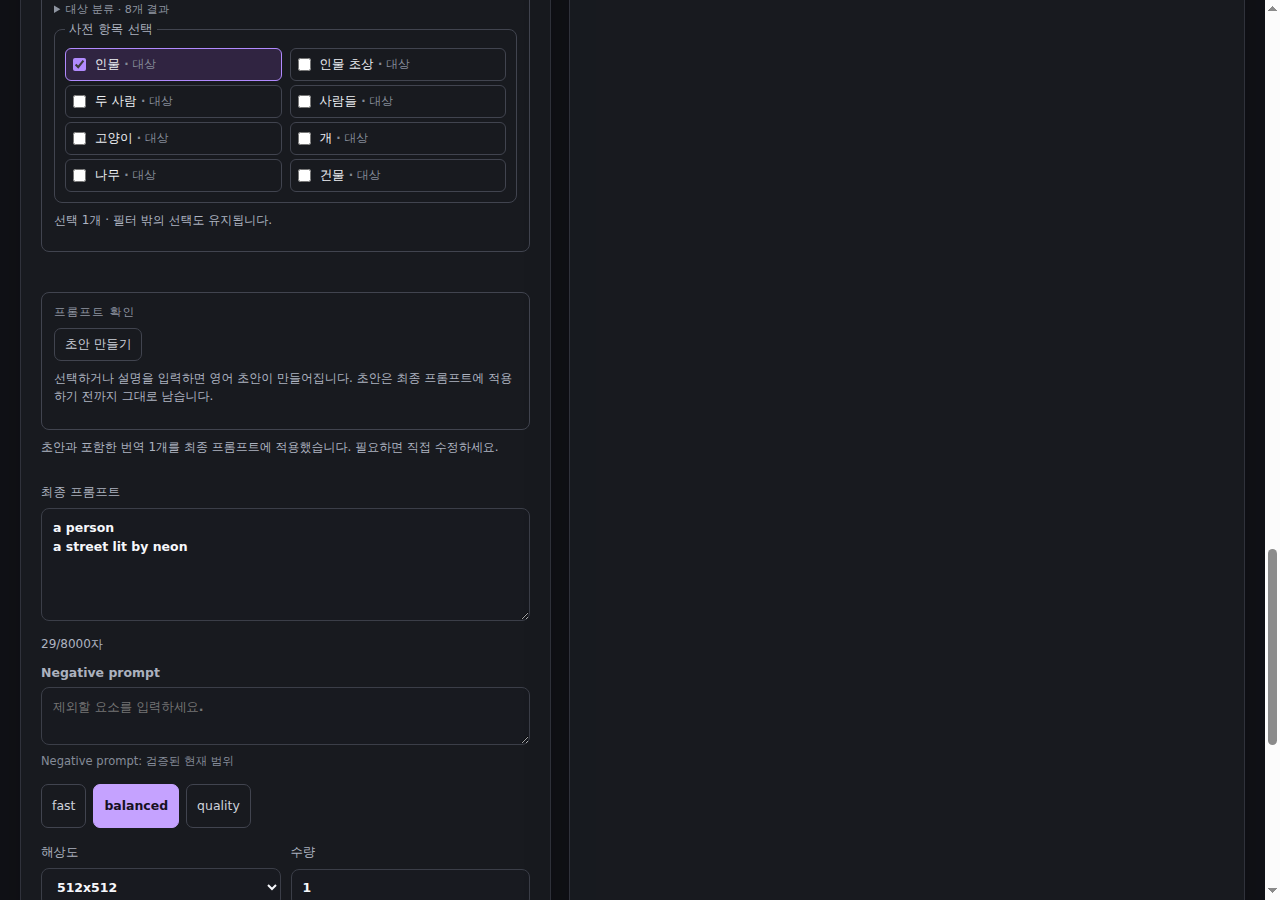 ▶ 대상 분류 · 8개 결과
사전 항목 선택
인물 · 대상
인물 초상 · 대상
두 사람 · 대상
사람들 · 대상
고양이 · 대상
개 · 대상
나무 · 대상
건물 · 대상
선택 1개 · 필터 밖의 선택도 유지됩니다.
프롬프트 확인
초안 만들기
선택하거나 설명을 입력하면 영어 초안이 만들어집니다. 초안은 최종 프롬프트에 적용
하기 전까지 그대로 남습니다.
초안과 포함한 번역 1개를 최종 프롬프트에 적용했습니다. 필요하면 직접 수정하세요.
최종 프롬프트
a person
a street lit by neon
29/8000자
Negative prompt
제외할 요소를 입력하세요.
Negative prompt: 검증된 현재 범위
fast
balanced
quality
해상도
수량
512x512
1